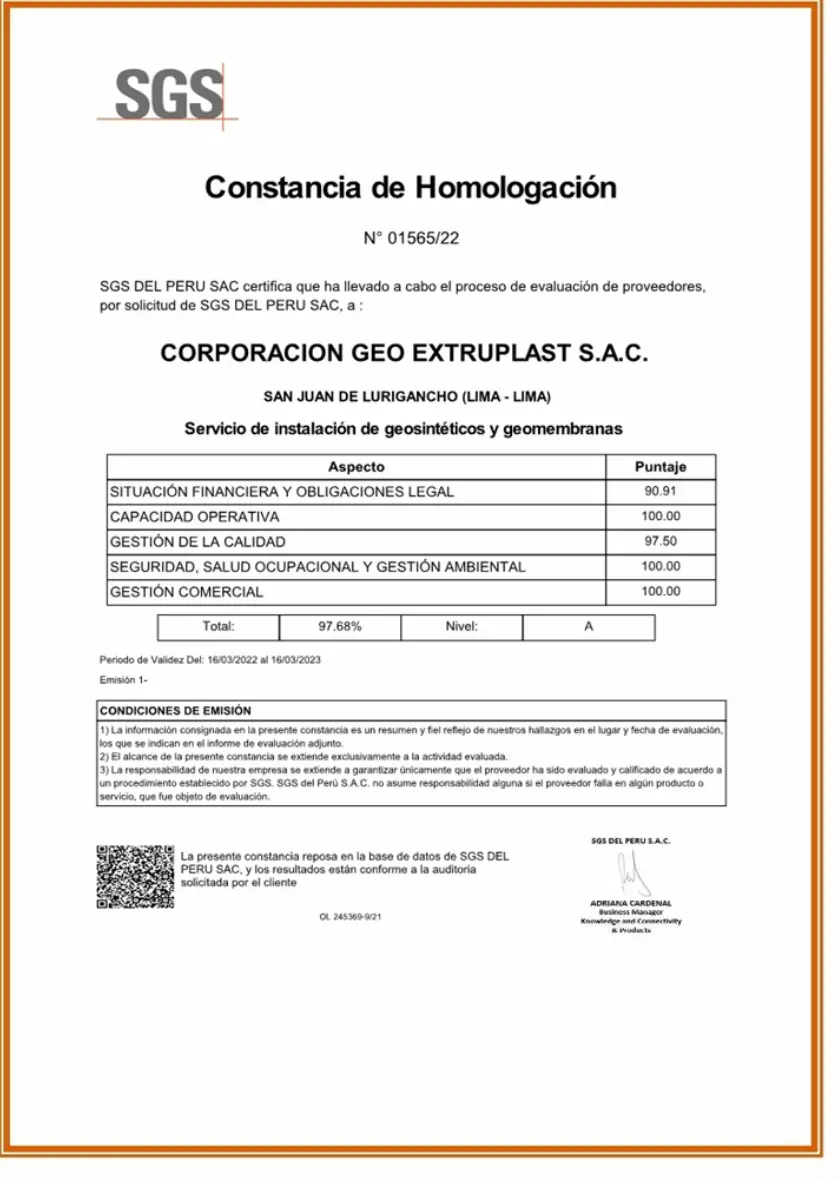 SGS
Constancia de Homologación
N° 01565/22
SGS DEL PERU SAC certifica que ha llevado a cabo el proceso de evaluación de proveedores,
por solicitud de SGS DEL PERU SAC, a :
CORPORACION GEO EXTRUPLAST S.A.C.
SAN JUAN DE LURIGANCHO (LIMA - LIMA)
Servicio de instalación de geosintéticos y geomembranas
Aspecto Puntaje
SITUACIÓN FINANCIERA Y OBLIGACIONES LEGAL 90.91
CAPACIDAD OPERATIVA 100.00
GESTIÓN DE LA CALIDAD 97.50
SEGURIDAD, SALUD OCUPACIONAL Y GESTIÓN AMBIENTAL 100.00
GESTIÓN COMERCIAL 100.00
Total: 97.68% Nivel: A
Periodo de Validez Del: 16/03/2022 al 16/03/2023
Emisión 1-
CONDICIONES DE EMISIÓN
1) La información consignada en la presente constancia es un resumen y fiel reflejo de nuestros hallazgos en el lugar y fecha de evaluación,
los que se indican en el informe de evaluación adjunto.
2) El alcance de la presente constancia se extiende exclusivamente a la actividad evaluada.
3) La responsabilidad de nuestra empresa se extiende a garantizar únicamente que el proveedor ha sido evaluado y calificado de acuerdo a
un procedimiento establecido por SGS. SGS del Perú S.A.C. no asume responsabilidad alguna si el proveedor falla en algún producto o
servicio, que fue objeto de evaluación.
La presente constancia reposa en la base de datos de SGS DEL
PERU SAC, y los resultados están conforme a la auditoria
solicitada por el cliente
OL 245369-9/21
SGS DEL PERU S.A.C.
ADRIANA CARDENAL
Business Manager
Knowledge and Connectivity
& Products